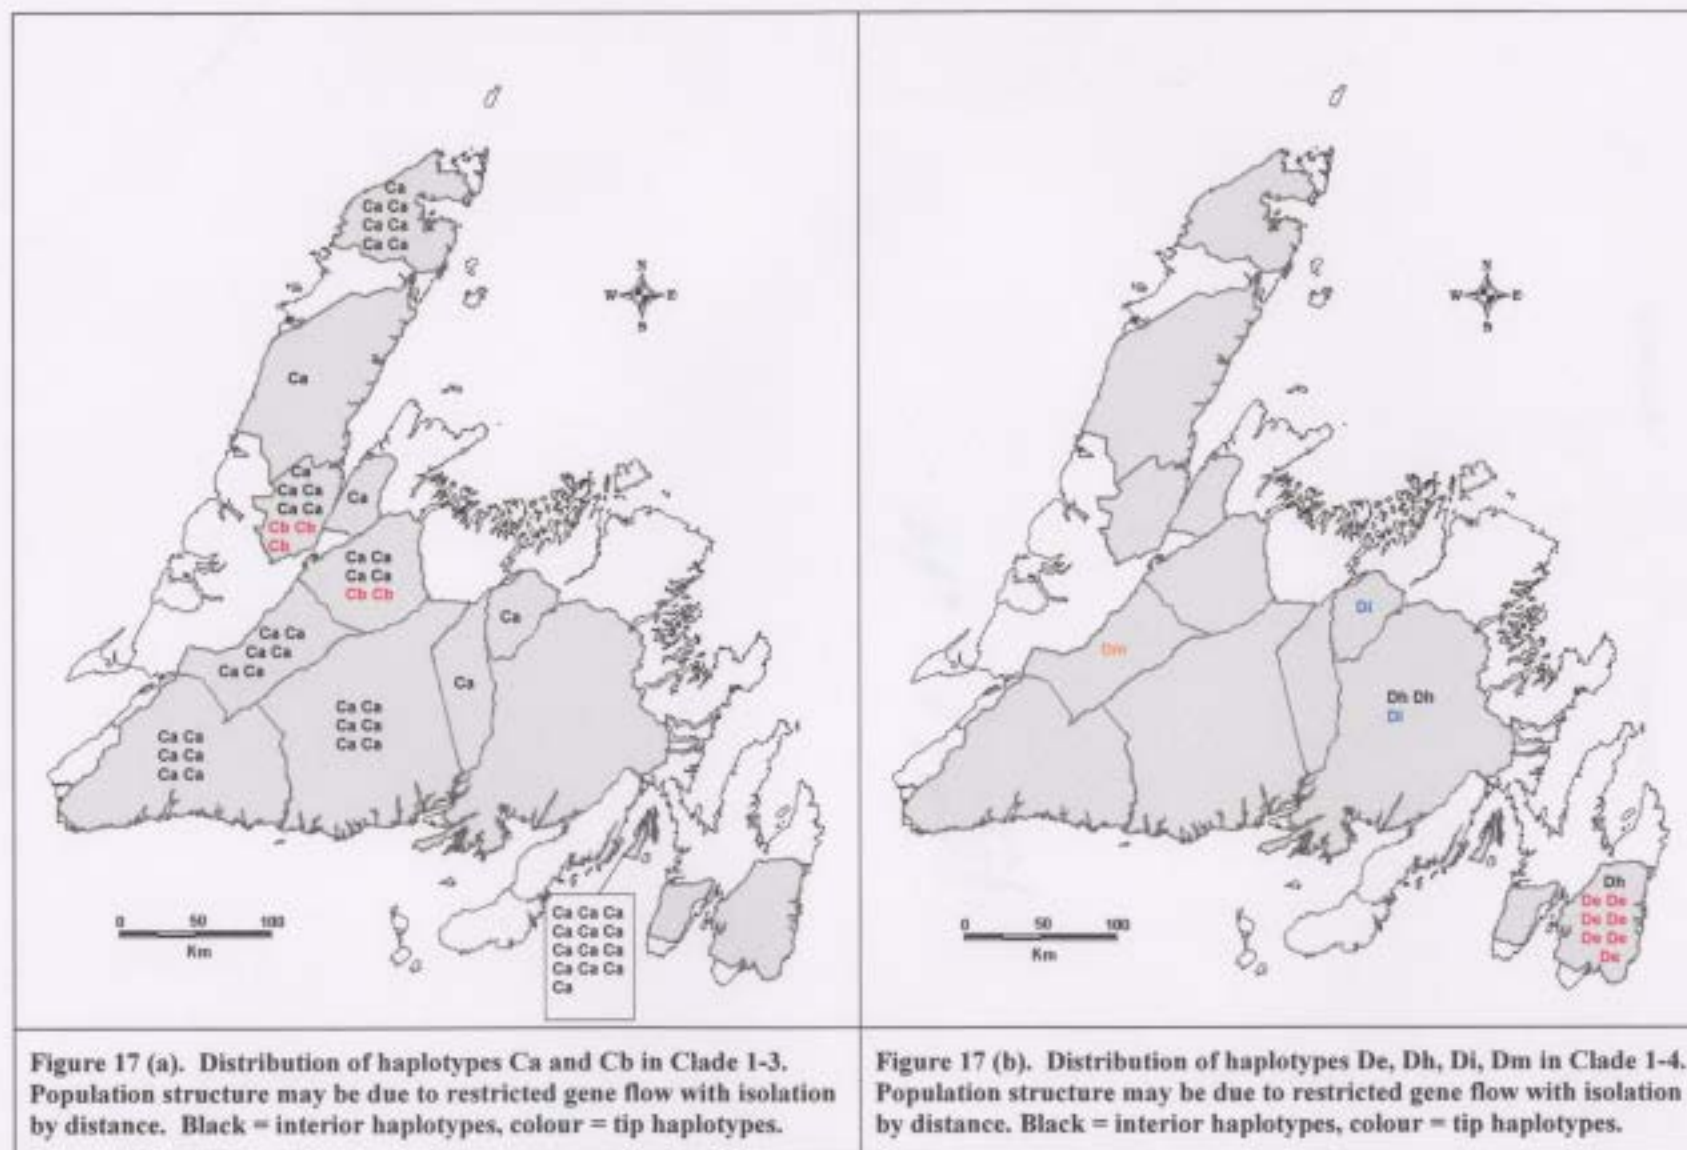 Ca
Ca Ca
Ca Ca
Ca Ca
N
W E
S
Ca
Ca
Ca Ca
Ca Ca
Cb Cb
Cb
Ca
Ca Ca
Ca Ca
Cb Cb
Ca
Ca Ca
Ca Ca
Ca Ca
Ca
Ca Ca
Ca Ca
Ca Ca
Ca Ca
Ca Ca
Ca Ca
0 50 100
Km
Ca Ca Ca
Ca Ca Ca
Ca Ca Ca
Ca Ca Ca
Ca
Figure 17 (a). Distribution of haplotypes Ca and Cb in Clade 1-3.
Population structure may be due to restricted gene flow with isolation
by distance. Black = interior haplotypes, colour = tip haplotypes.
N
W E
S
Di
Dm
Dh Dh
Di
Dh
De De
De De
De De
De
0 50 100
Km
Figure 17 (b). Distribution of haplotypes De, Dh, Di, Dm in Clade 1-4.
Population structure may be due to restricted gene flow with isolation
by distance. Black = interior haplotypes, colour = tip haplotypes.